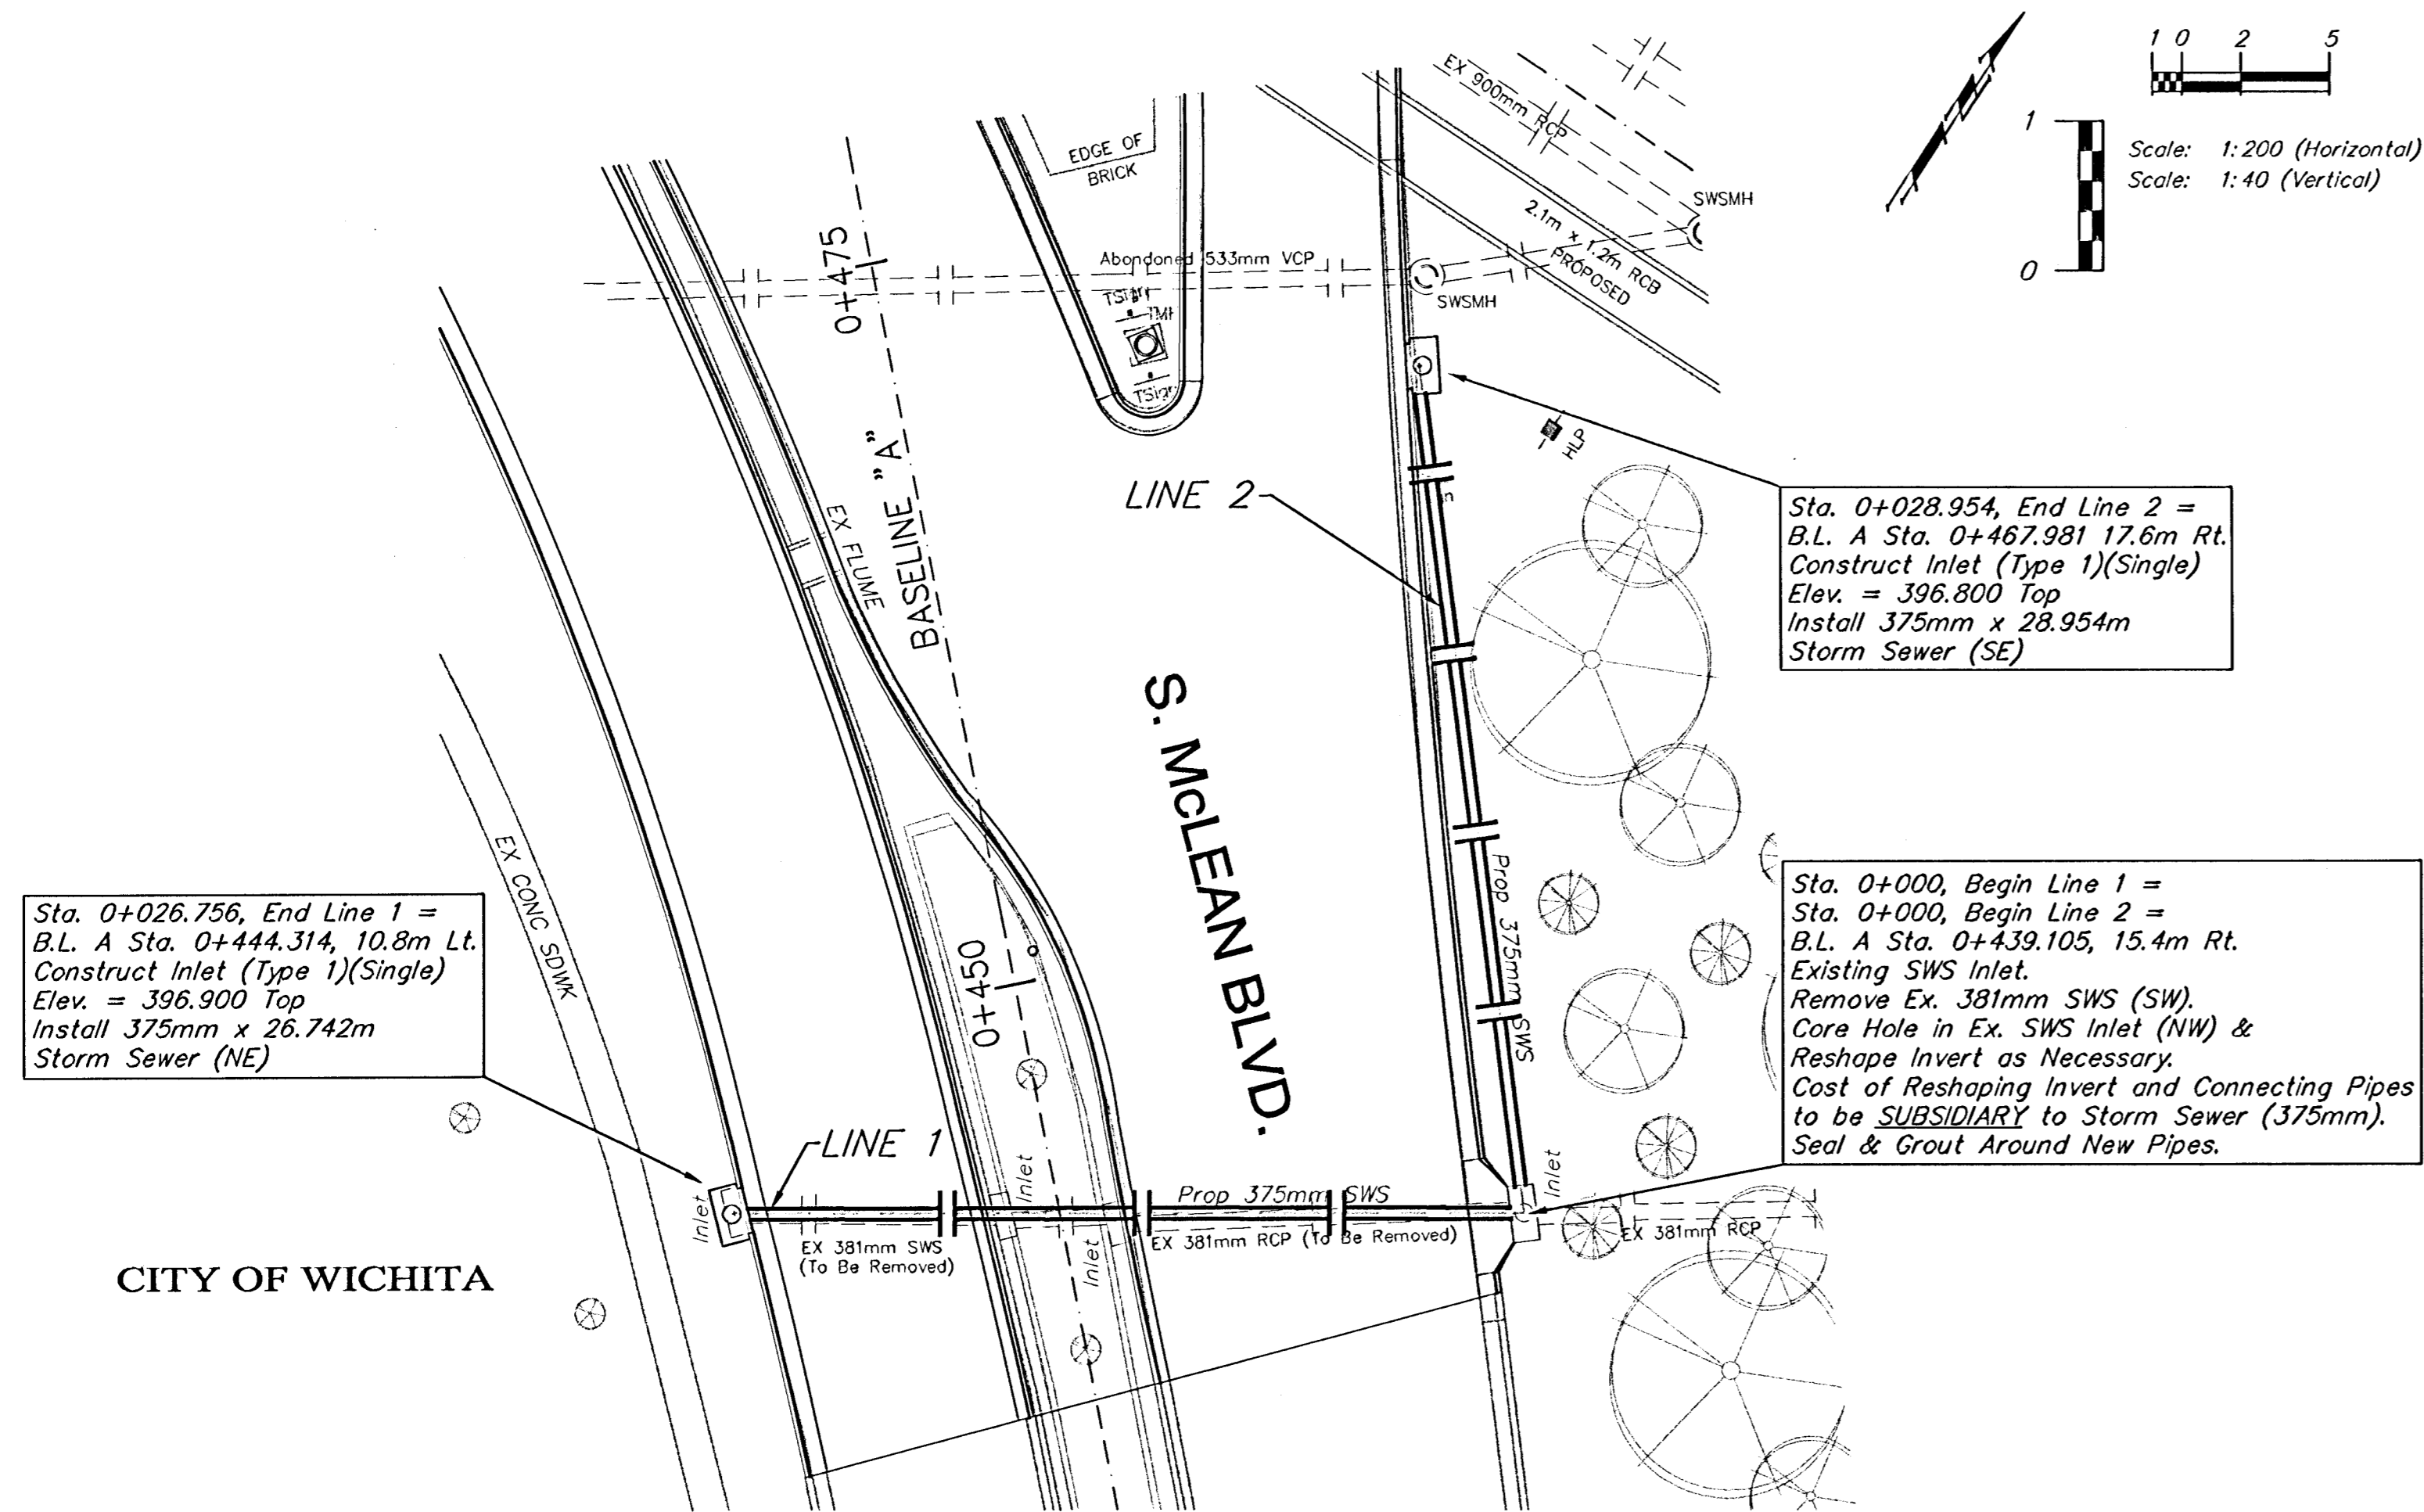 1 0 2 5
1
0
Scale: 1:200 (Horizontal)
Scale: 1:40 (Vertical)
EX 900mm RCP
SWSMH
2.1m x 1.2m RCB
PROPOSED
EDGE OF
BRICK
0+475
Abandoned 533mm VCP
SWSMH
TSign
TMH
TSign
HLP
BASELINE "A"
EX FLUME
LINE 2
Sta. 0+028.954, End Line 2 =
B.L. A Sta. 0+467.981 17.6m Rt.
Construct Inlet (Type 1)(Single)
Elev. = 396.800 Top
Install 375mm x 28.954m
Storm Sewer (SE)
S. McLEAN BLVD.
Prop 375mm SWS
EX CONC SDWK
Sta. 0+026.756, End Line 1 =
B.L. A Sta. 0+444.314, 10.8m Lt.
Construct Inlet (Type 1)(Single)
Elev. = 396.900 Top
Install 375mm x 26.742m
Storm Sewer (NE)
0+450
Sta. 0+000, Begin Line 1 =
Sta. 0+000, Begin Line 2 =
B.L. A Sta. 0+439.105, 15.4m Rt.
Existing SWS Inlet.
Remove Ex. 381mm SWS (SW).
Core Hole in Ex. SWS Inlet (NW) &
Reshape Invert as Necessary.
Cost of Reshaping Invert and Connecting Pipes
to be SUBSIDIARY to Storm Sewer (375mm).
Seal & Grout Around New Pipes.
LINE 1
Inlet
Inlet
Prop 375mm SWS
Inlet
Inlet
EX 381mm SWS
(To Be Removed)
EX 381mm RCP (To Be Removed)
EX 381mm RCP
CITY OF WICHITA